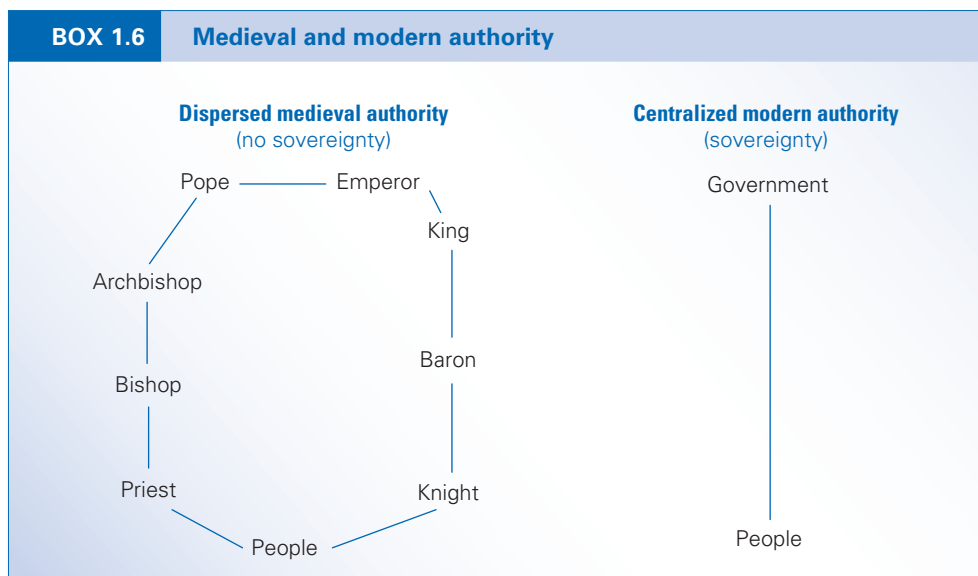 BOX 1.6 Medieval and modern authority
Dispersed medieval authority
(no sovereignty)
Pope
Emperor
King
Archbishop
Baron
Bishop
Priest
Knight
People
Centralized modern authority
(sovereignty)
Government
People